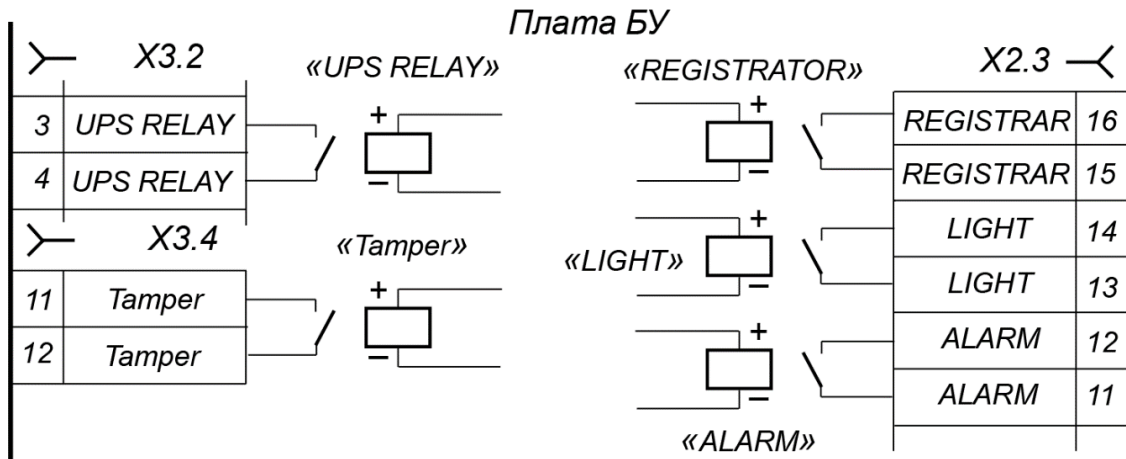 Плата БУ
X3.2
«UPS RELAY»
3 UPS RELAY
+
4 UPS RELAY
−
X3.4
«Tamper»
11 Tamper
+
12 Tamper
−
«REGISTRATOR»
X2.3
+
REGISTRAR 16
−
REGISTRAR 15
+
LIGHT 14
«LIGHT»
−
LIGHT 13
+
ALARM 12
−
ALARM 11
«ALARM»